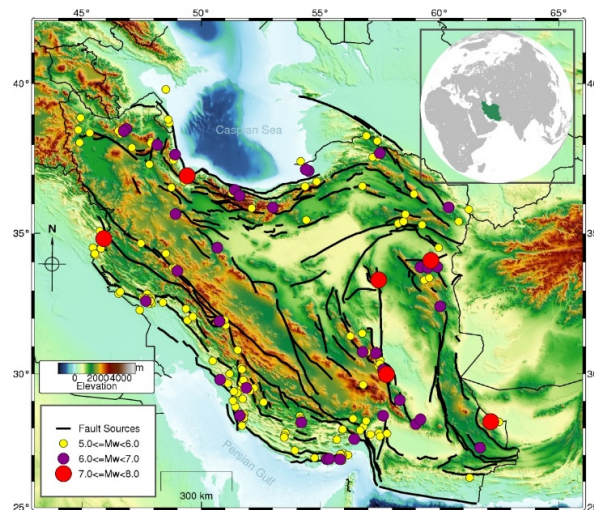 45° 50° 55° 60° 65°
40°
Caspian Sea
35°
N
30°
m
0 2000 4000
Elevation
Fault Sources
5.0<=Mw<6.0
6.0<=Mw<7.0
7.0<=Mw<8.0
Persian Gulf
300 km
25°
25°